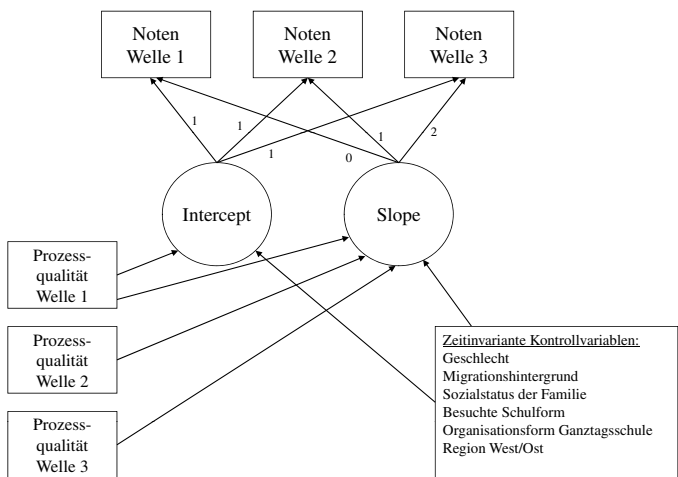 Noten
Welle 1
Noten
Welle 2
Noten
Welle 3
1
1
1
0
1
2
Intercept
Slope
Prozess-
qualität
Welle 1
Prozess-
qualität
Welle 2
Prozess-
qualität
Welle 3
Zeitinvariante Kontrollvariablen:
Geschlecht
Migrationshintergrund
Sozialstatus der Familie
Besuchte Schulform
Organisationsform Ganztagsschule
Region West/Ost